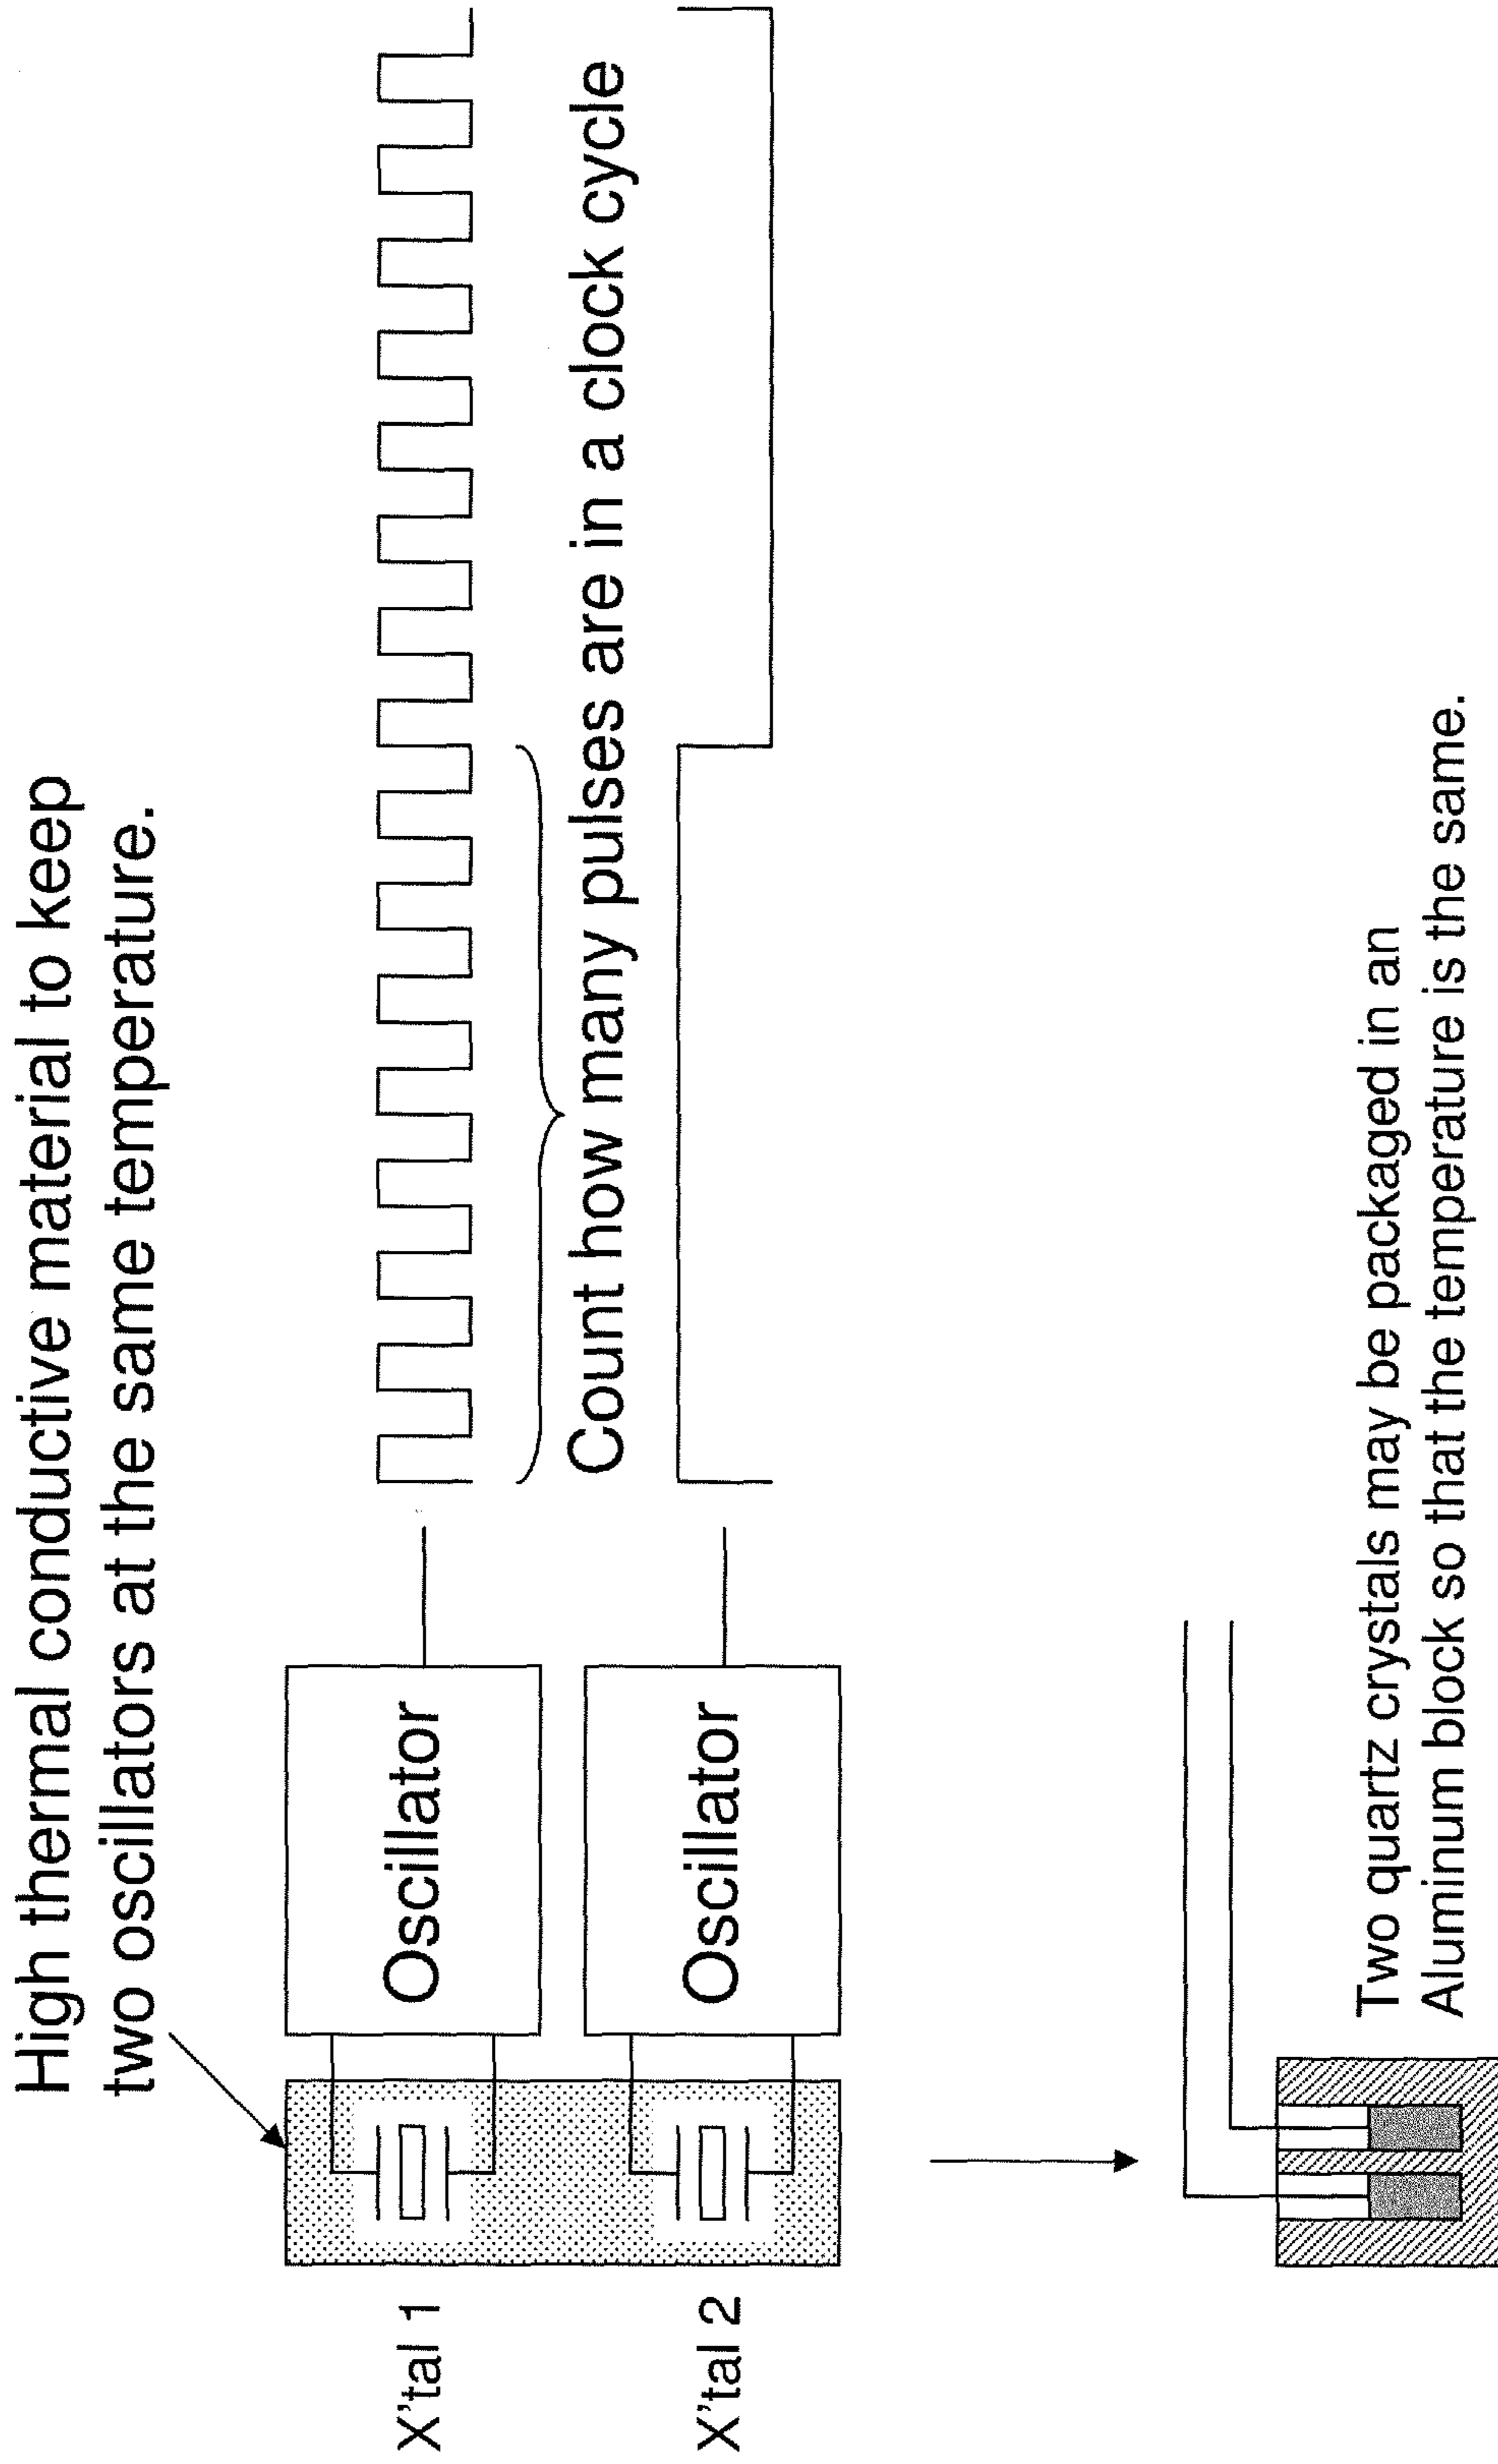 High thermal conductive material to keep
two oscillators at the same temperature.
X'tal 1
Oscillator
Count how many pulses are in a clock cycle
X'tal 2
Oscillator
Two quartz crystals may be packaged in an
Aluminum block so that the temperature is the same.